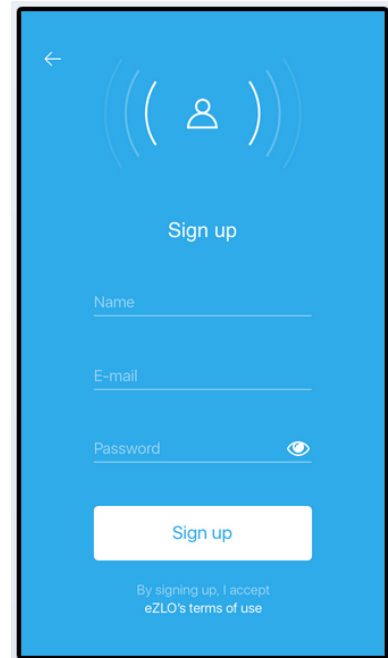 Sign up
Name
E-mail
Password
Sign up
By signing up, I accept
eZLO's terms of use